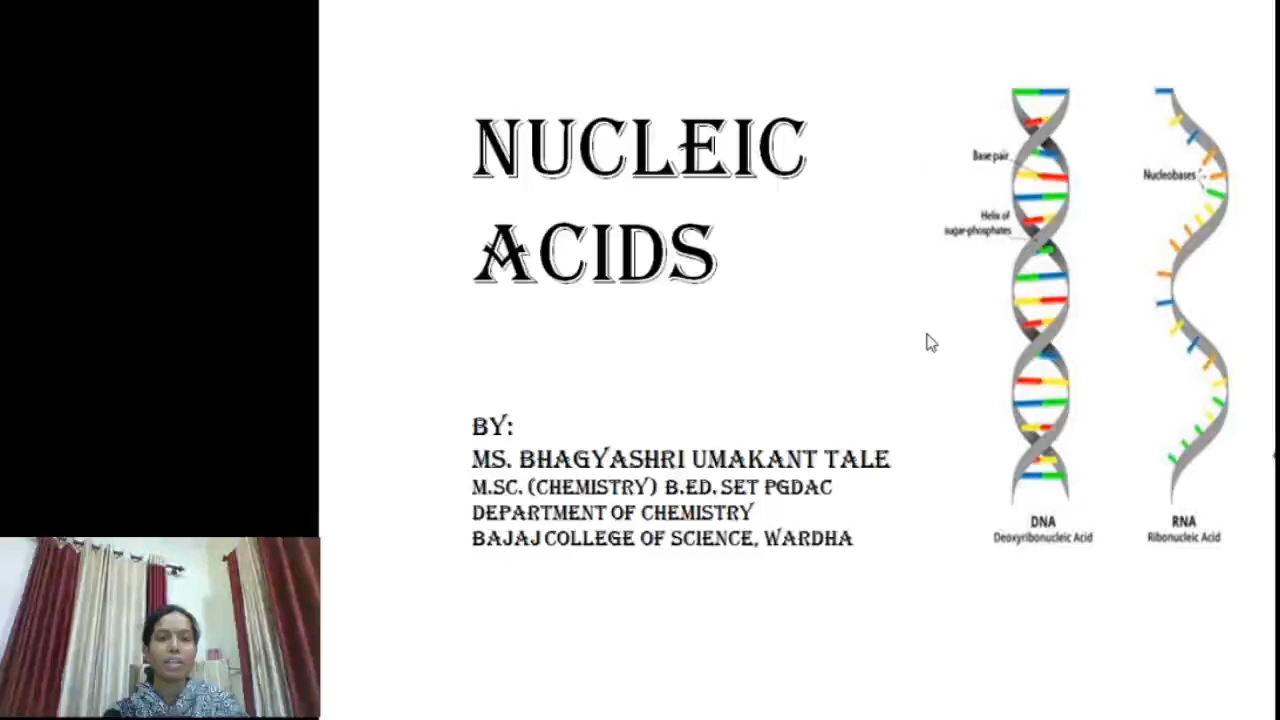 NUCLEIC
ACIDS
BY:
MS. BHAGYASHRI UMAKANT TALE
M.SC. (CHEMISTRY) B.ED. SET PGDAC
DEPARTMENT OF CHEMISTRY
BAJAJ COLLEGE OF SCIENCE, WARDHA
Base pair
Helix of
sugar-phosphates
DNA
Deoxyribonucleic Acid
Nucleobases
RNA
Ribonucleic Acid